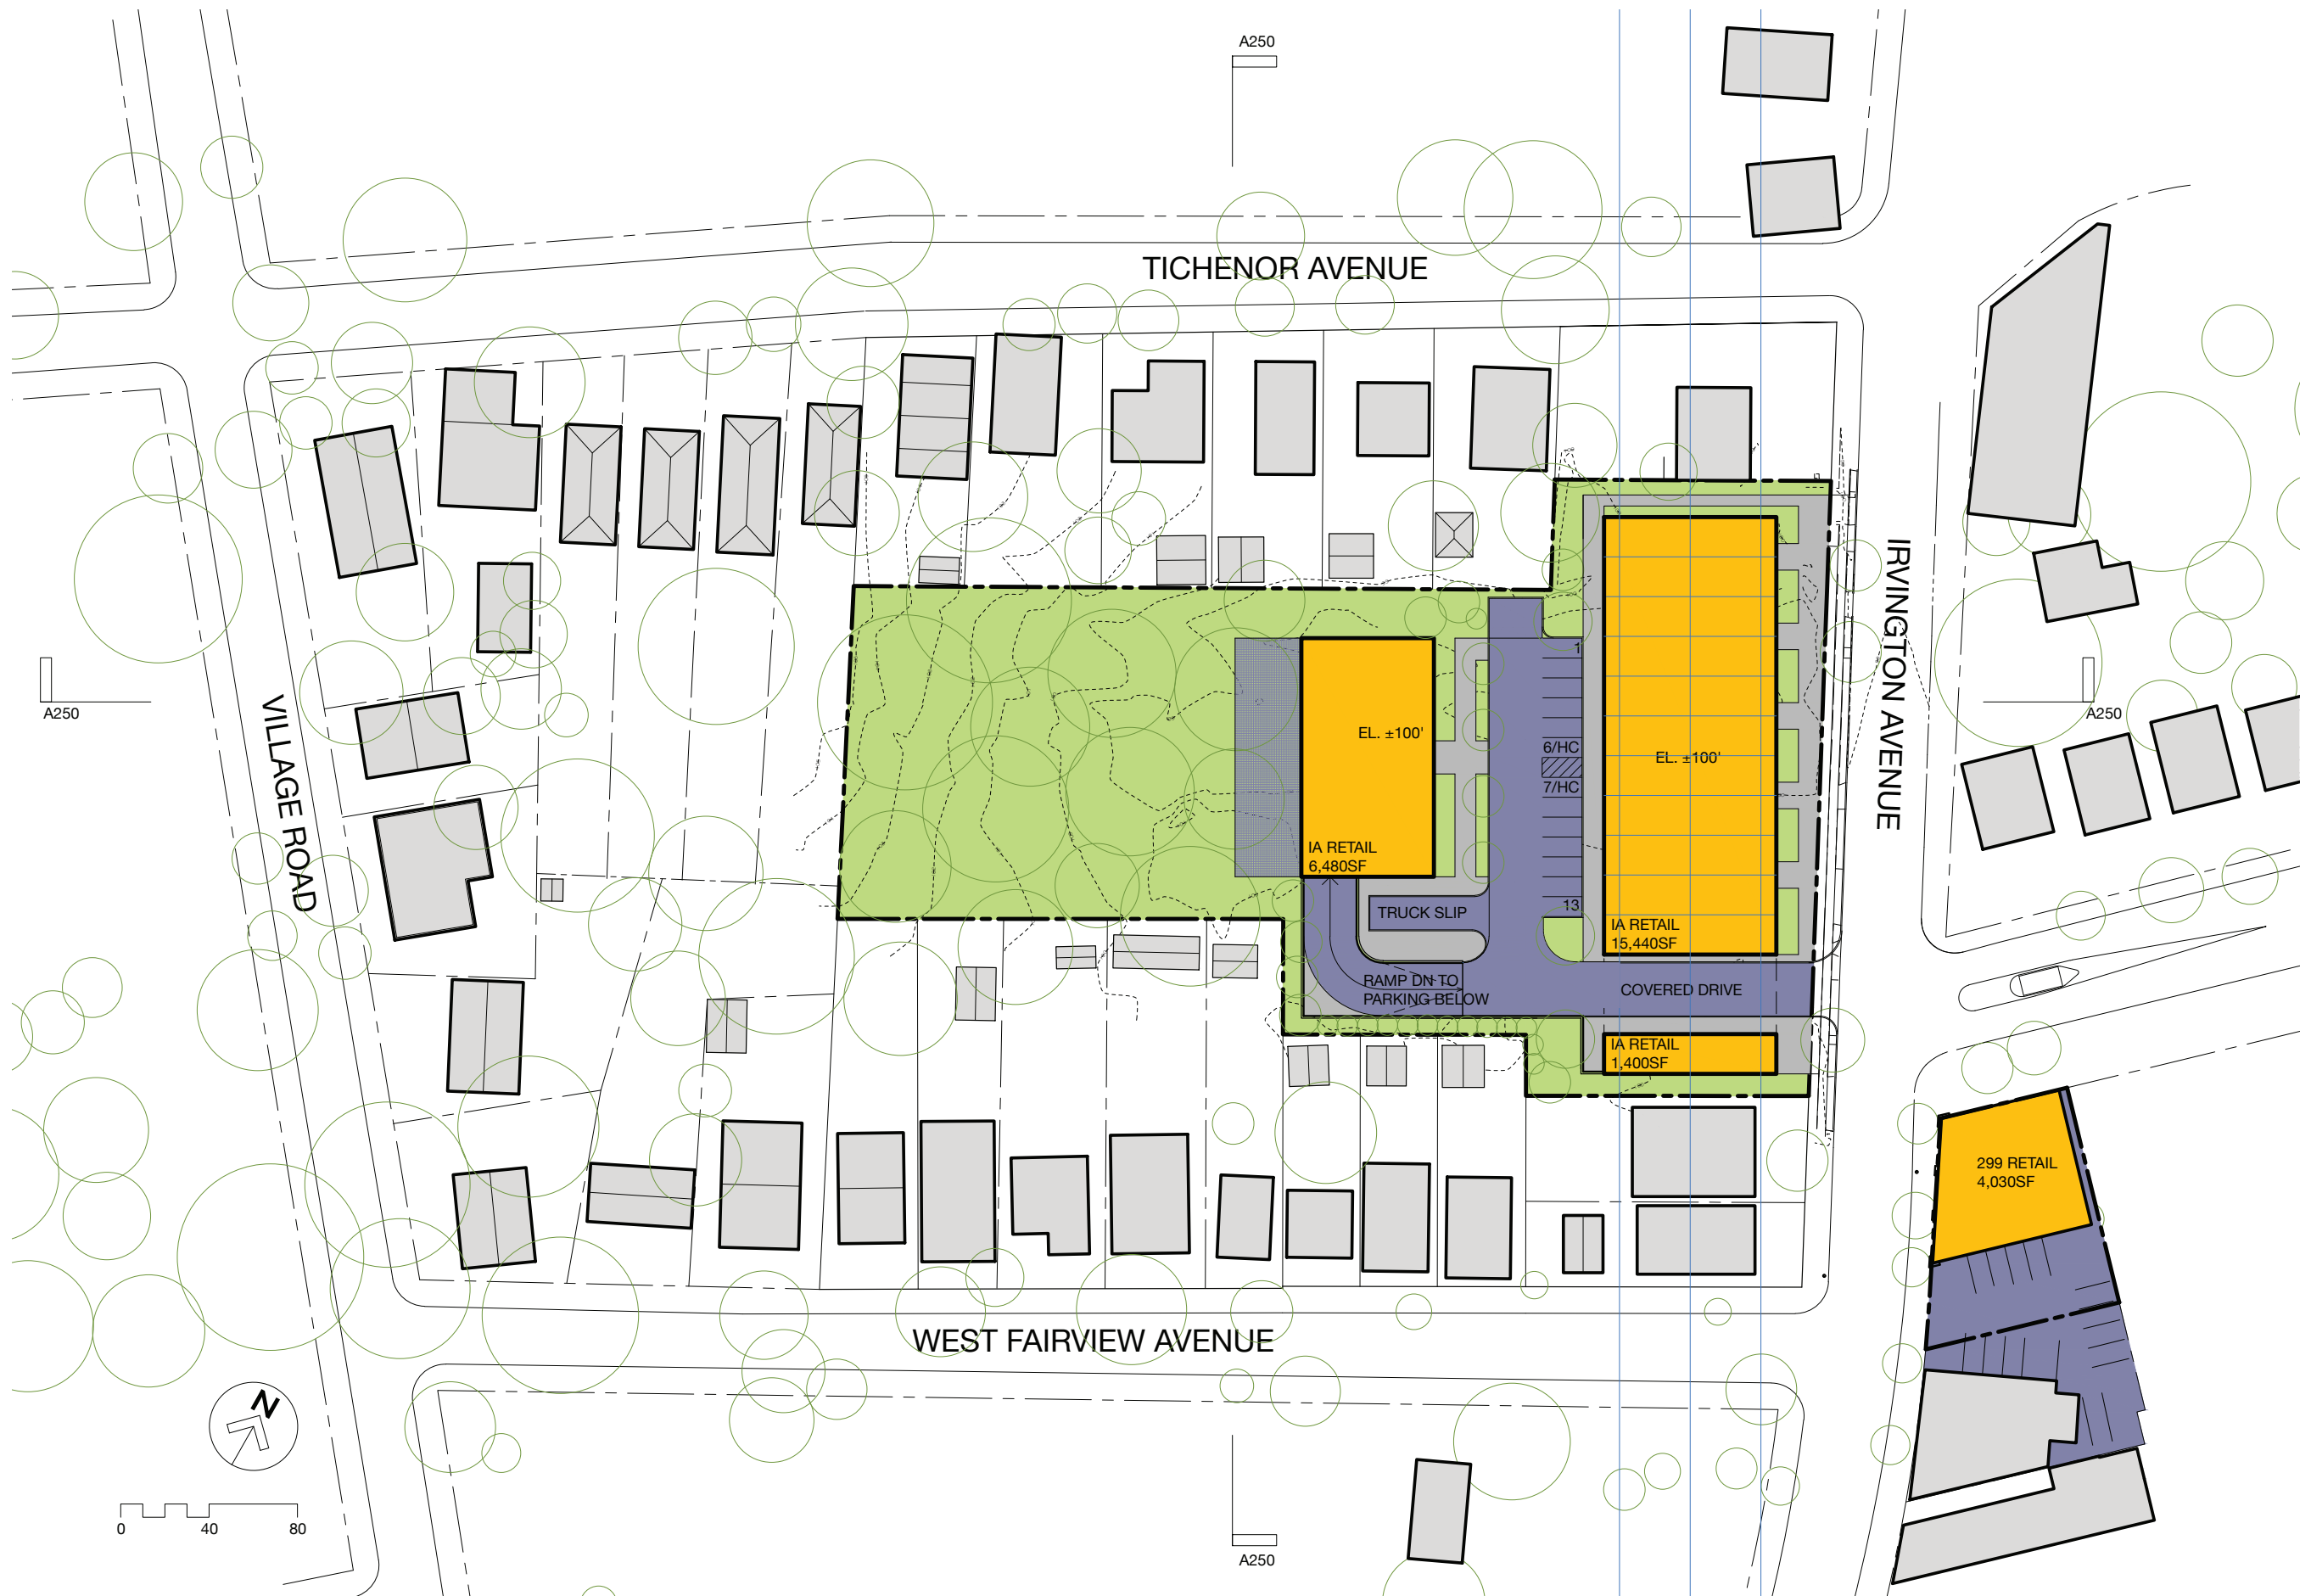 A250
TICHENOR AVENUE
IRVINGTON AVENUE
VILLAGE ROAD
A250
A250
1
6/HC
7/HC
13
EL. ±100'
EL. ±100'
IA RETAIL
6,480SF
IA RETAIL
15,440SF
TRUCK SLIP
RAMP DN TO
PARKING BELOW
COVERED DRIVE
IA RETAIL
1,400SF
299 RETAIL
4,030SF
WEST FAIRVIEW AVENUE
N
0 40 80
A250